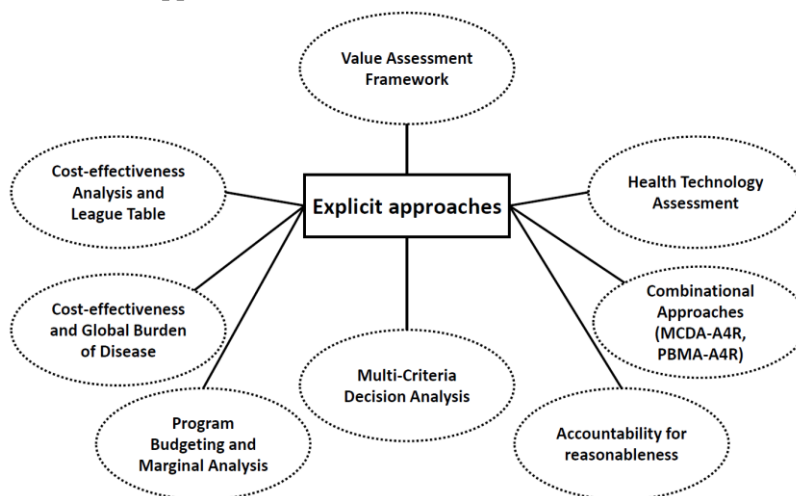 Value Assessment
Framework
Cost-effectiveness
Analysis and
League Table
Explicit approaches
Health Technology
Assessment
Cost-effectiveness
and Global Burden
of Disease
Combinational
Approaches
(MCDA-A4R,
PBMA-A4R)
Multi-Criteria
Decision Analysis
Program
Budgeting and
Marginal Analysis
Accountability for
reasonableness